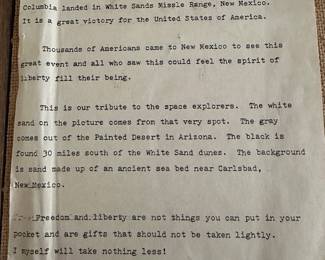 Columbia landed in White Sands Missle Range, New Mexico.
It is a great victory for the United States of America.
Thousands of Americans came to New Mexico to see this
great event and all who saw this could feel the spirit of
liberty fill their being.
This is our tribute to the space explorers. The white
sand on the picture comes from that very spot. The gray
comes out of the Painted Desert in Arizona. The black is
found 30 miles south of the White Sand dunes. The background
is sand made up of an ancient sea bed near Carlsbad,
New Mexico.
Freedom and liberty are not things you can put in your
pocket and are gifts that should not be taken lightly.
I myself will take nothing less!